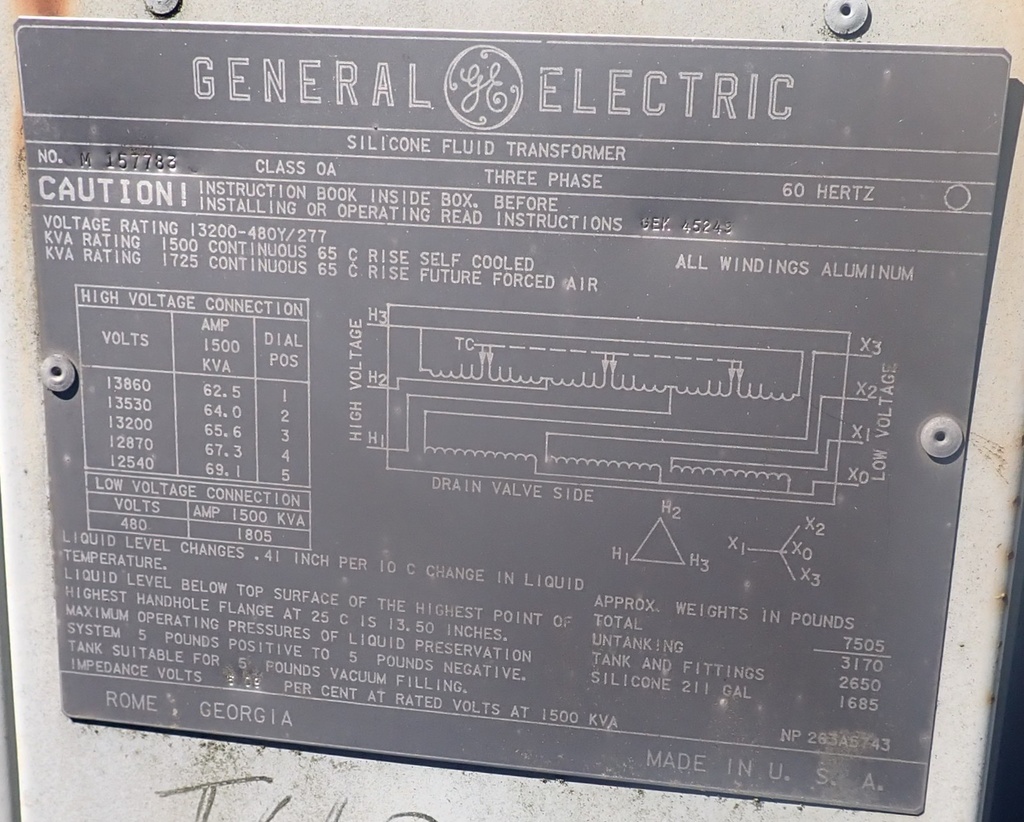 GENERAL GE ELECTRIC
SILICONE FLUID TRANSFORMER
NO. M 157783 CLASS OA THREE PHASE 60 HERTZ
CAUTION! INSTRUCTION BOOK INSIDE BOX. BEFORE
INSTALLING OR OPERATING READ INSTRUCTIONS GEK
VOLTAGE RATING 13200-480Y/277
KVA RATING 1500 CONTINUOUS 65 C RISE SELF COOLED
KVA RATING 1725 CONTINUOUS 65 C RISE FUTURE FORCED AIR
ALL WINDINGS ALUMINUM
HIGH VOLTAGE CONNECTION
VOLTS AMP 1500 KVA DIAL POS
13860 62.5 1
13530 64.0 2
13200 65.6 3
12870 67.3 4
12540 69.1 5
LOW VOLTAGE CONNECTION
VOLTS AMP 1500 KVA
480 1805
HIGH VOLTAGE
H3
H2
H1
TC
X3
X2
X1
X0
LOW VOLTAGE
DRAIN VALVE SIDE
H2
H1 H3
X2
X1 X0
X3
LIQUID LEVEL CHANGES .41 INCH PER 10 C CHANGE IN LIQUID
TEMPERATURE.
LIQUID LEVEL BELOW TOP SURFACE OF THE HIGHEST POINT OF
HIGHEST HANDHOLE FLANGE AT 25 C IS 13.50 INCHES.
MAXIMUM OPERATING PRESSURES OF LIQUID PRESERVATION
SYSTEM 5 POUNDS POSITIVE TO 5 POUNDS NEGATIVE.
TANK SUITABLE FOR 5 POUNDS VACUUM FILLING.
IMPEDANCE VOLTS PER CENT AT RATED VOLTS AT 1500 KVA
APPROX. WEIGHTS IN POUNDS
TOTAL 7505
UNTANKING 3170
TANK AND FITTINGS 2650
SILICONE 211 GAL 1685
NP
ROME, GEORGIA
MADE IN U. S. A.